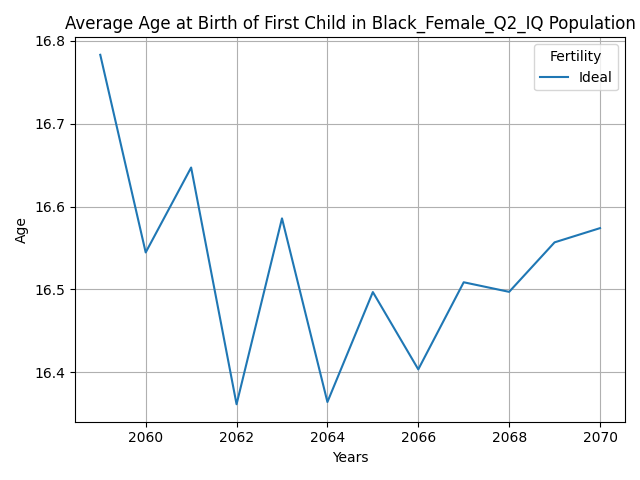 Average Age at Birth of First Child in Black_Female_Q2_IQ Population
Fertility
Ideal
16.8
16.7
16.6
16.5
16.4
Age
2060 2062 2064 2066 2068 2070
Years